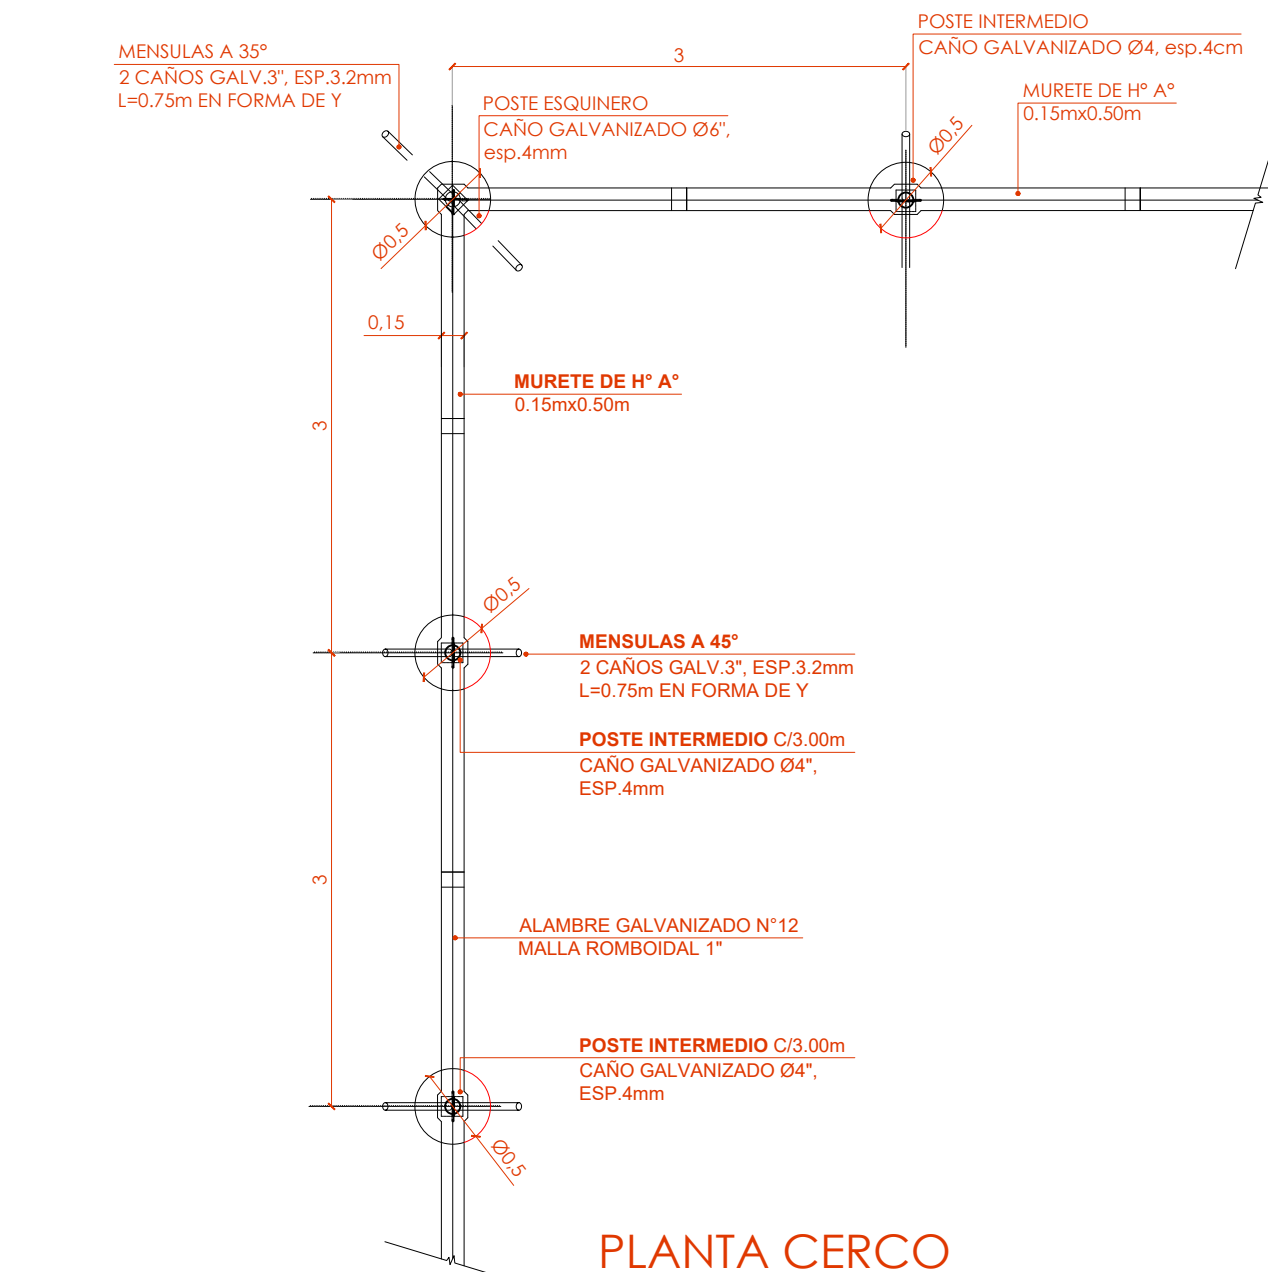 POSTE INTERMEDIO
CAÑO GALVANIZADO Ø4, esp.4cm
MENSULAS A 35°
2 CAÑOS GALV.3", ESP.3.2mm
L=0.75m EN FORMA DE Y
3
POSTE ESQUINERO
CAÑO GALVANIZADO Ø6",
esp.4mm
MURETE DE H° A°
0.15mx0.50m
Ø0,5
Ø0,5
0,15
MURETE DE H° A°
0.15mx0.50m
3
Ø0,5
MENSULAS A 45°
2 CAÑOS GALV.3", ESP.3.2mm
L=0.75m EN FORMA DE Y
POSTE INTERMEDIO C/3.00m
CAÑO GALVANIZADO Ø4",
ESP.4mm
3
ALAMBRE GALVANIZADO N°12
MALLA ROMBOIDAL 1"
POSTE INTERMEDIO C/3.00m
CAÑO GALVANIZADO Ø4",
ESP.4mm
Ø0,5
PLANTA CERCO